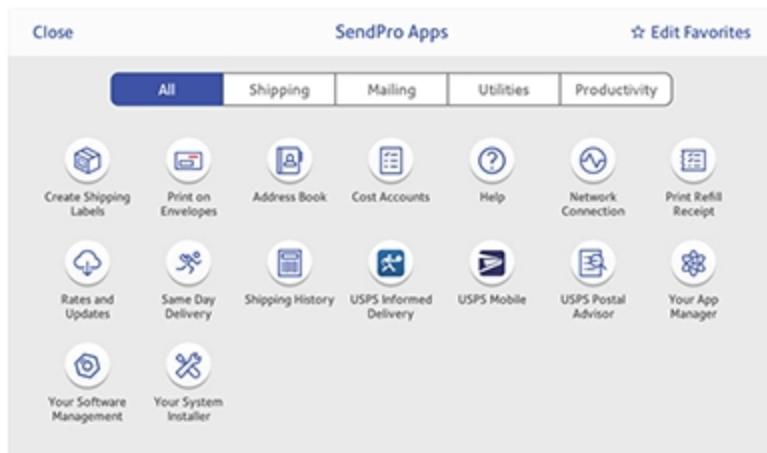 Close SendPro Apps ☆ Edit Favorites
All Shipping Mailing Utilities Productivity
Create Shipping Labels
Print on Envelopes
Address Book
Cost Accounts
Help
Network Connection
Print Refill Receipt
Rates and Updates
Same Day Delivery
Shipping History
USPS Informed Delivery
USPS Mobile
USPS Postal Advisor
Your App Manager
Your Software Management
Your System Installer